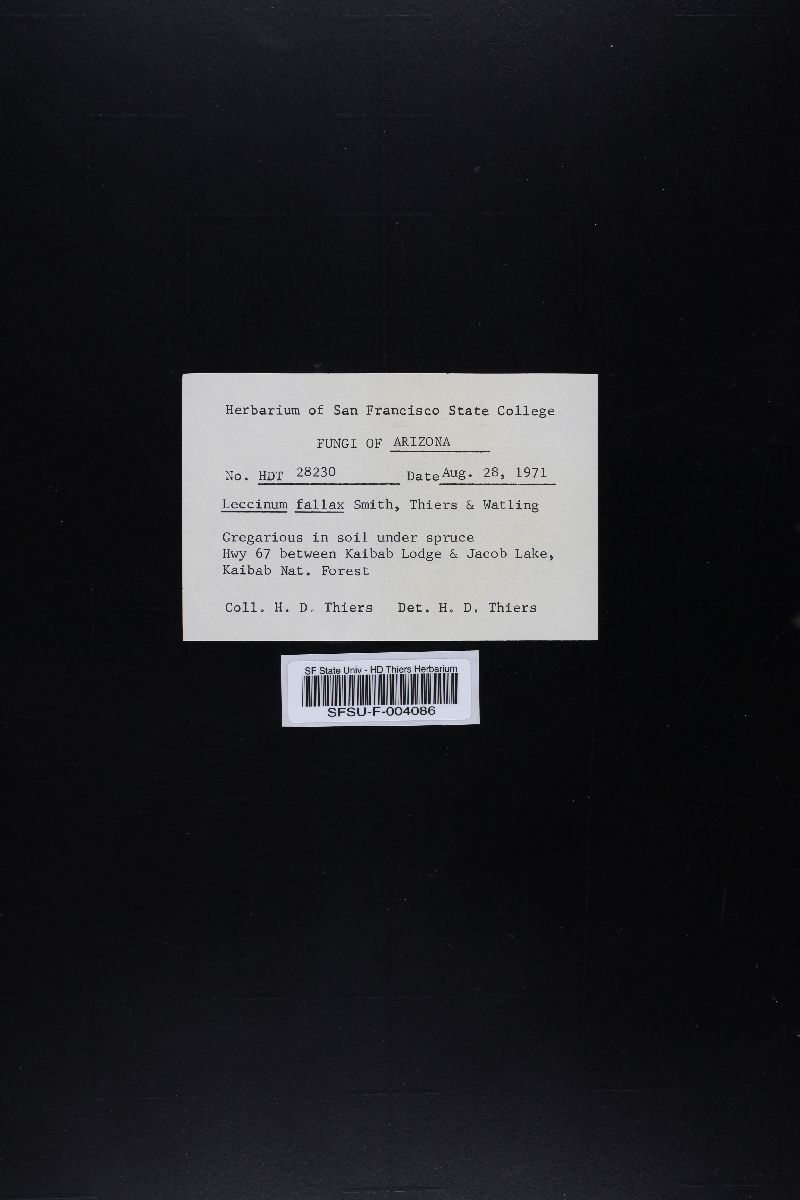 Herbarium of San Francisco State College
FUNGI OF ARIZONA
No. HDT 28230 Date Aug. 28, 1971
Leccinum fallax Smith, Thiers & Watling
Gregarious in soil under spruce
Hwy 67 between Kaibab Lodge & Jacob Lake,
Kaibab Nat. Forest
Coll. H. D. Thiers Det. H. D. Thiers
SF State Univ - HD Thiers Herbarium
SFSU-F-004086